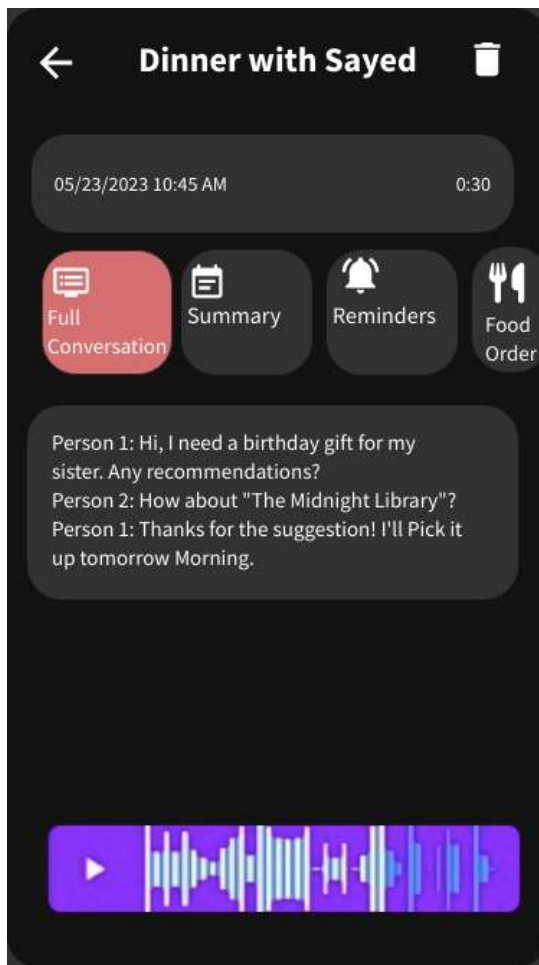 Dinner with Sayed
05/23/2023 10:45 AM 0:30
Full
Conversation
Summary
Reminders
Food
Order
Person 1: Hi, I need a birthday gift for my
sister. Any recommendations?
Person 2: How about "The Midnight Library"?
Person 1: Thanks for the suggestion! I'll Pick it
up tomorrow Morning.